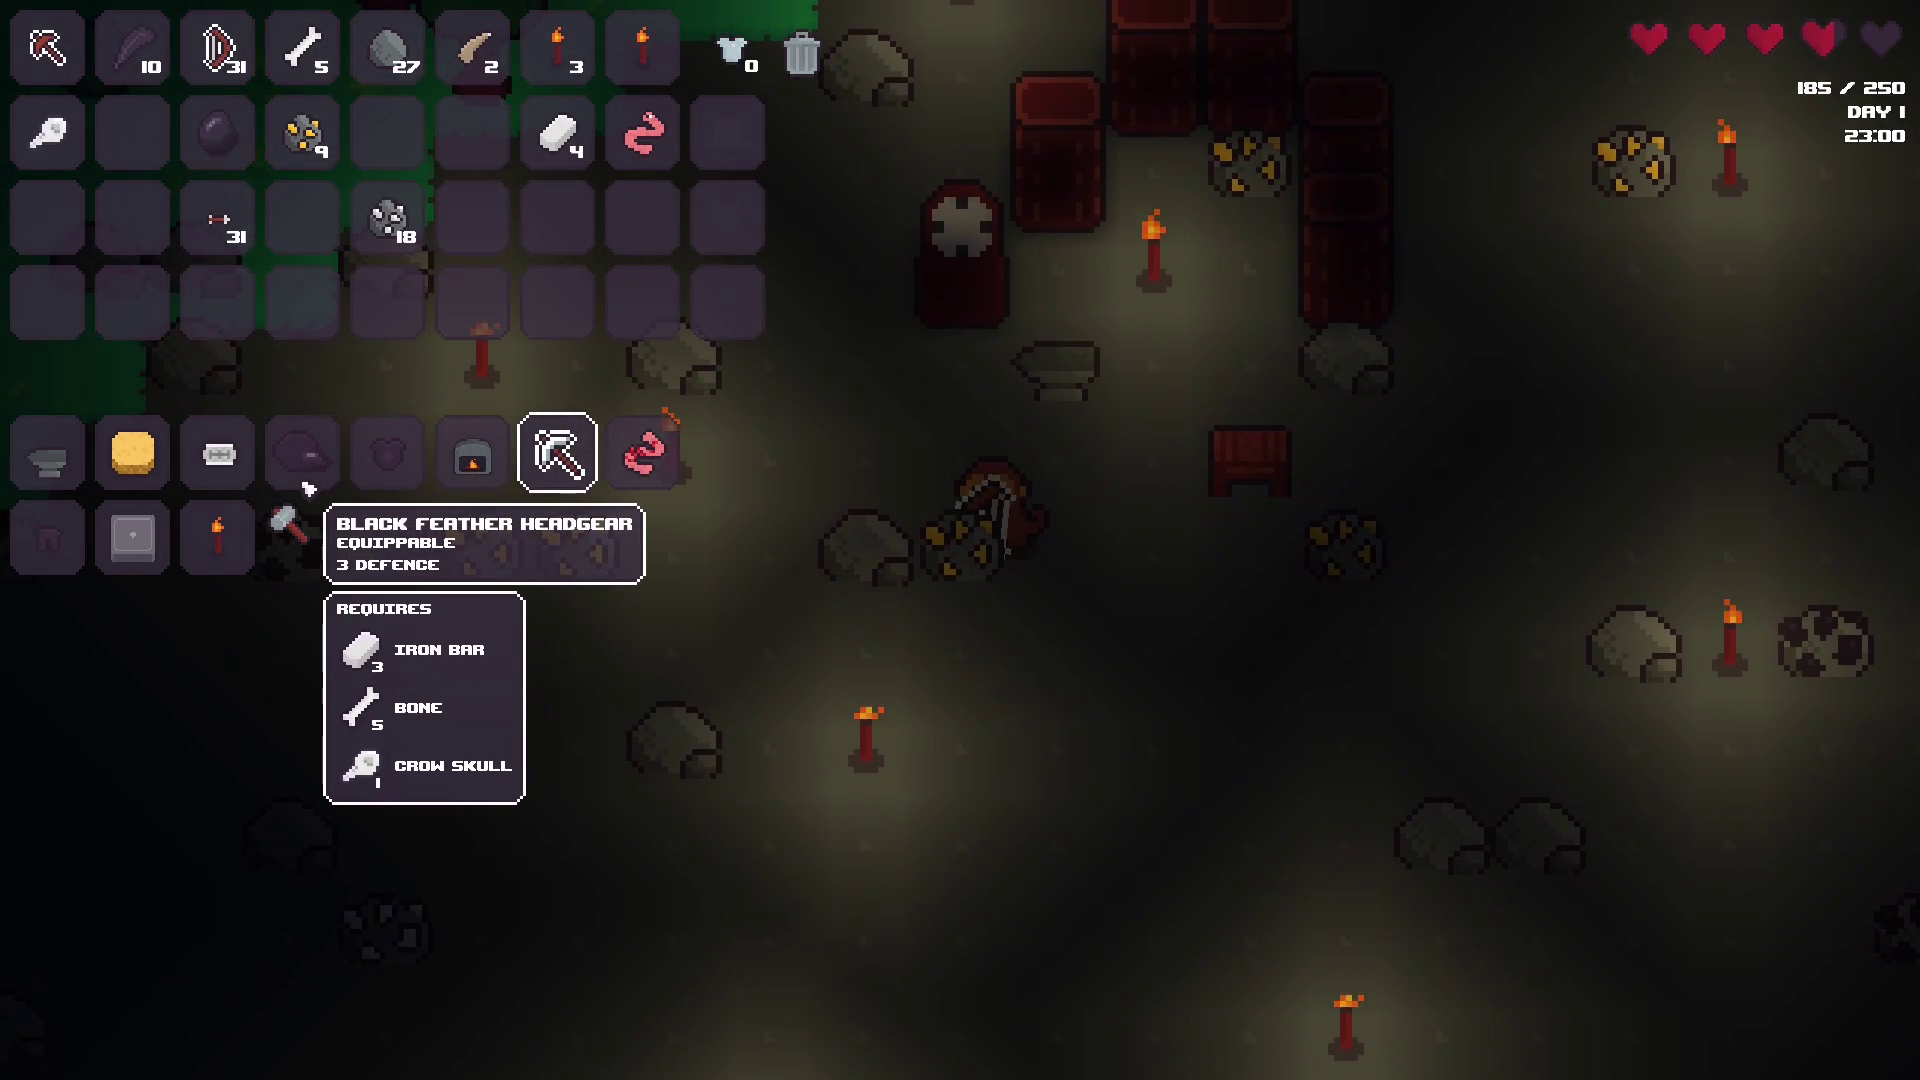 10
31
5
27
2
3
0
9
4
31
18
185 / 250
DAY 1
23:00
BLACK FEATHER HEADGEAR
EQUIPPABLE
3 DEFENCE
REQUIRES
3 IRON BAR
5 BONE
1 CROW SKULL